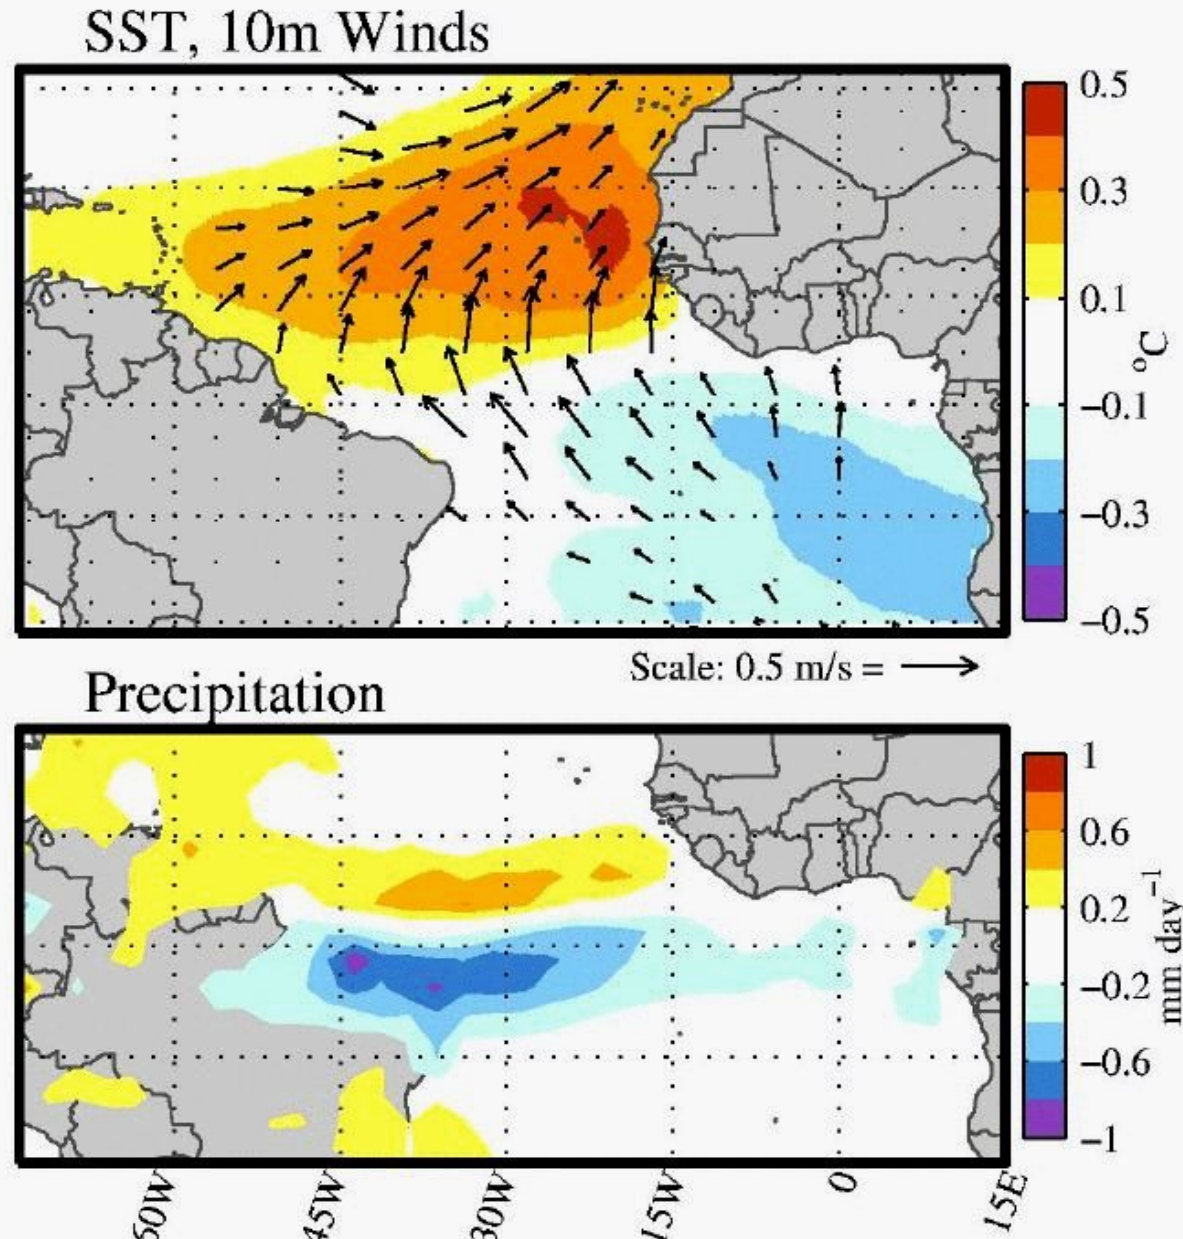 SST, 10m Winds
0.5
0.3
0.1
−0.1
−0.3
−0.5
°C
Scale: 0.5 m/s =
Precipitation
1
0.6
0.2
−0.2
−0.6
−1
mm day⁻¹
60W
45W
30W
15W
0
15E